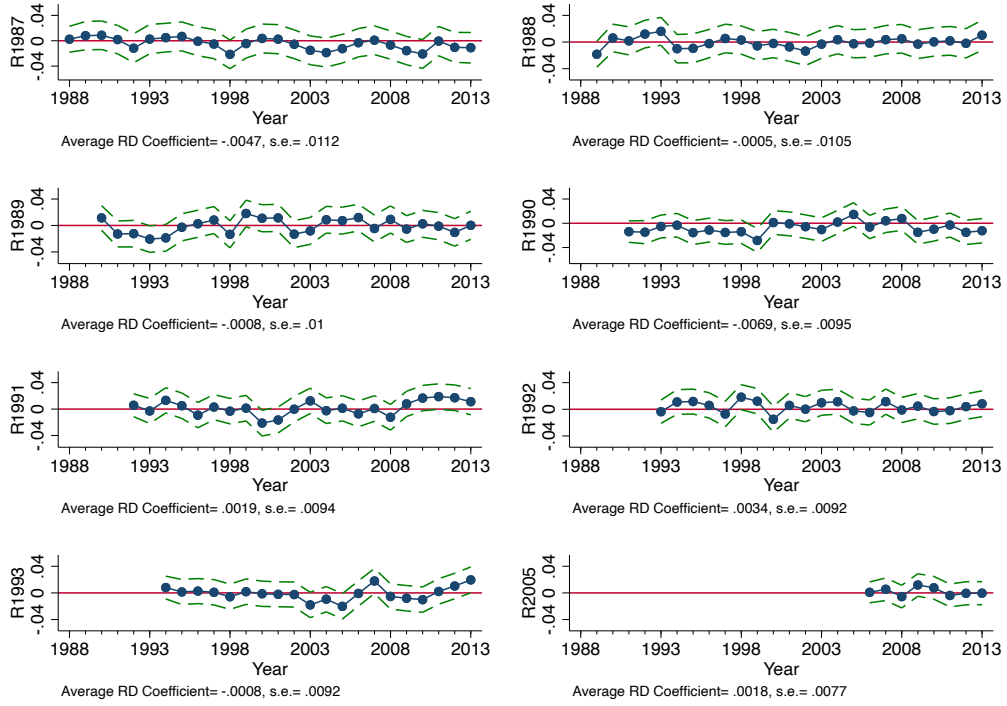 R1987
.04
0
-.04
1988 1993 1998 2003 2008 2013
Year
Average RD Coefficient= -.0047, s.e.= .0112
R1988
.04
0
-.04
1988 1993 1998 2003 2008 2013
Year
Average RD Coefficient= -.0005, s.e.= .0105
R1989
.04
0
-.04
1988 1993 1998 2003 2008 2013
Year
Average RD Coefficient= -.0008, s.e.= .01
R1990
.04
0
-.04
1988 1993 1998 2003 2008 2013
Year
Average RD Coefficient= -.0069, s.e.= .0095
R1991
.04
0
-.04
1988 1993 1998 2003 2008 2013
Year
Average RD Coefficient= .0019, s.e.= .0094
R1992
.04
0
-.04
1988 1993 1998 2003 2008 2013
Year
Average RD Coefficient= .0034, s.e.= .0092
R1993
.04
0
-.04
1988 1993 1998 2003 2008 2013
Year
Average RD Coefficient= -.0008, s.e.= .0092
R2005
.04
0
-.04
1988 1993 1998 2003 2008 2013
Year
Average RD Coefficient= .0018, s.e.= .0077